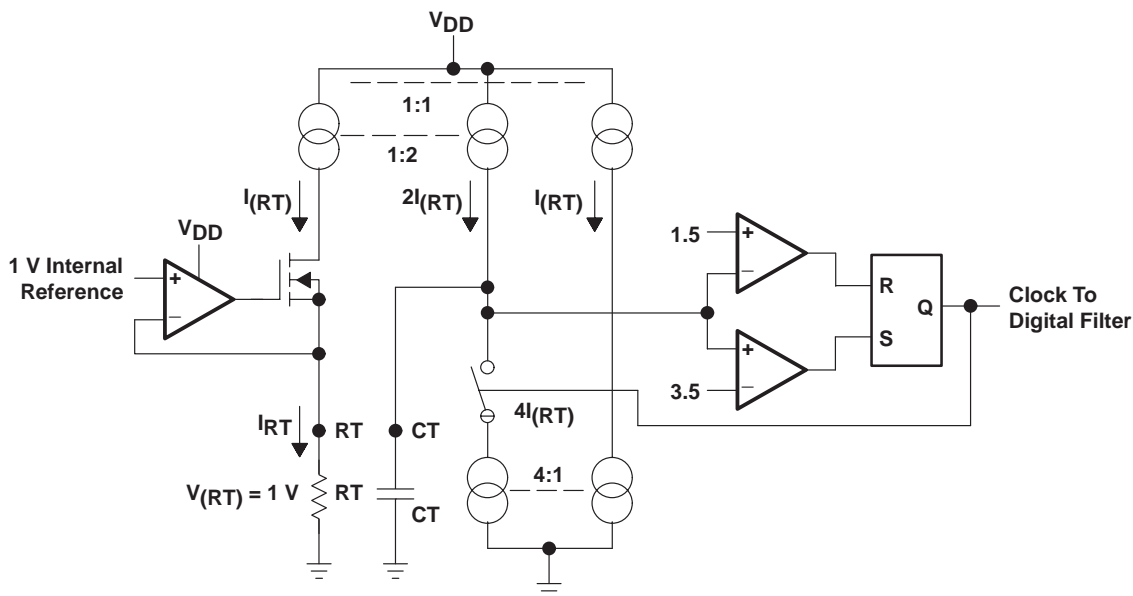 VDD
1:1
1:2
I(RT)
2I(RT)
I(RT)
VDD
1 V Internal
Reference
+
–
1.5
+
–
R
S
Q
Clock To
Digital Filter
+
–
3.5
4I(RT)
IRT
RT
CT
V(RT) = 1 V
RT
CT
4:1